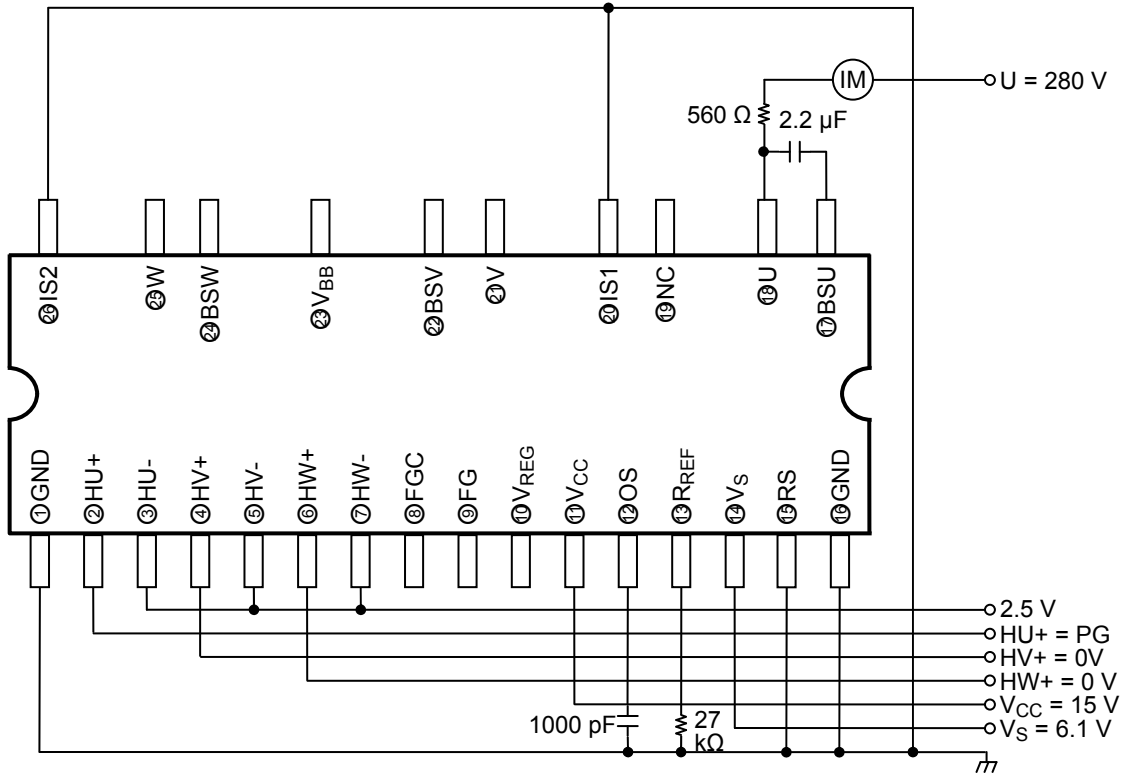 IM
U = 280 V
560 Ω
2.2 µF
㉖IS2
㉕W
㉔BSW
㉓VBB
㉒BSV
㉑V
⑳IS1
⑲NC
⑱U
⑰BSU
①GND
②HU+
③HU-
④HV+
⑤HV-
⑥HW+
⑦HW-
⑧FGC
⑨FG
⑩VREG
⑪VCC
⑫OS
⑬RREF
⑭VS
⑮RS
⑯GND
2.5 V
HU+ = PG
HV+ = 0V
HW+ = 0 V
VCC = 15 V
VS = 6.1 V
1000 pF
27
kΩ